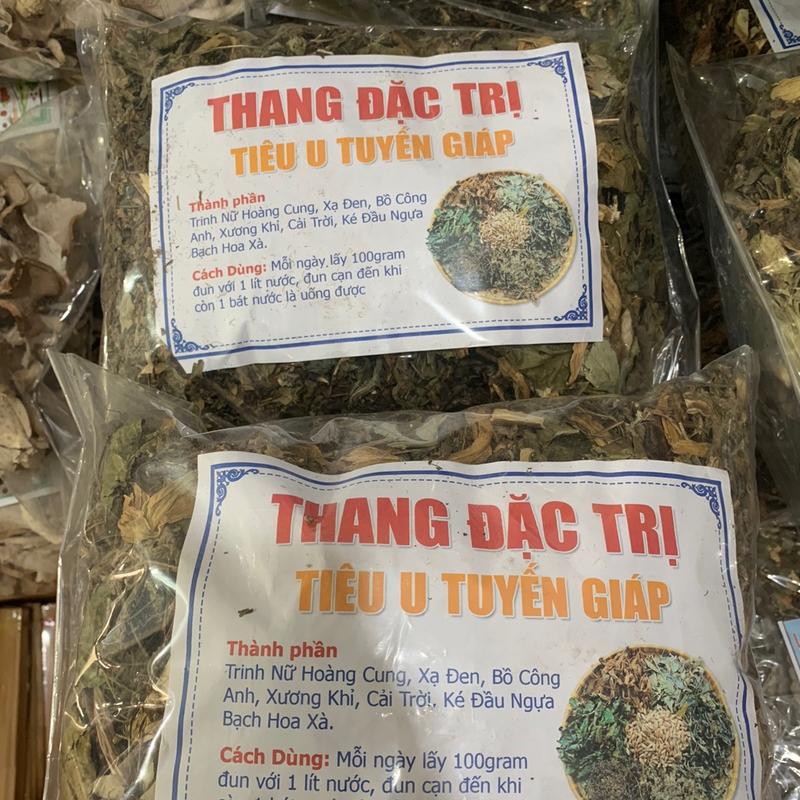 THANG ĐẶC TRỊ
TIÊU U TUYẾN GIÁP
Thành phần
Trinh Nữ Hoàng Cung, Xạ Đen, Bồ Công
Anh, Xương Khỉ, Cải Trời, Ké Đầu Ngựa
Bạch Hoa Xà.
Cách Dùng: Mỗi ngày lấy 100gram
đun với 1 lít nước, đun cạn đến khi
còn 1 bát nước là uống được
THANG ĐẶC TRỊ
TIÊU U TUYẾN GIÁP
Thành phần
Trinh Nữ Hoàng Cung, Xạ Đen, Bồ Công
Anh, Xương Khỉ, Cải Trời, Ké Đầu Ngựa
Bạch Hoa Xà.
Cách Dùng: Mỗi ngày lấy 100gram
đun với 1 lít nước, đun cạn đến khi